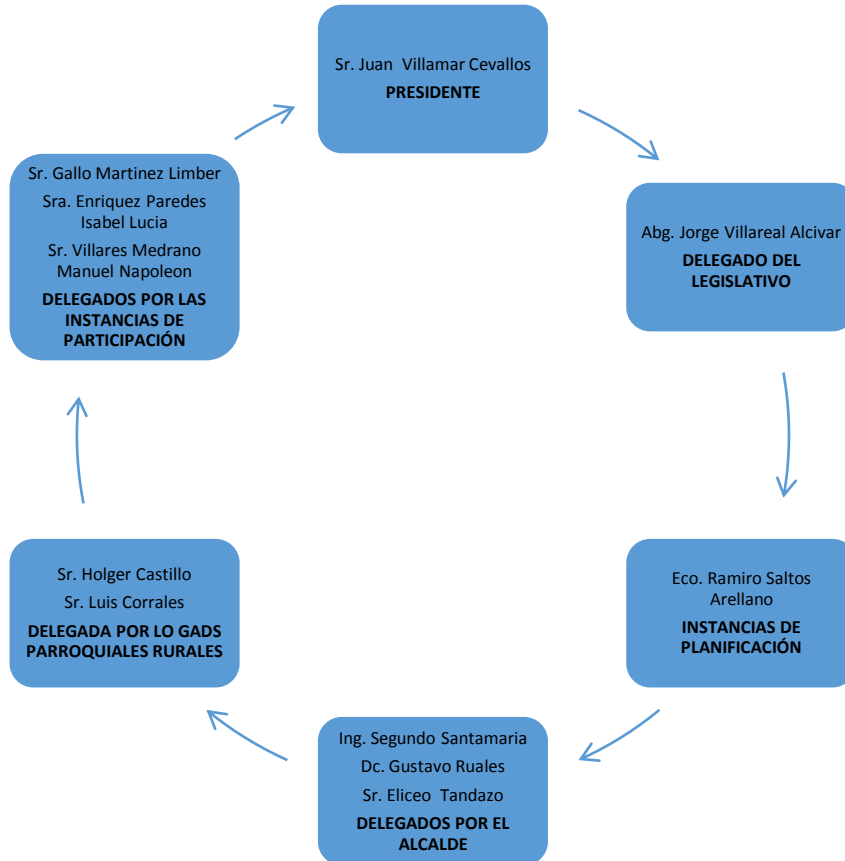 Sr. Juan Villamar Cevallos
PRESIDENTE
Abg. Jorge Villareal Alcivar
DELEGADO DEL
LEGISLATIVO
Eco. Ramiro Saltos
Arellano
INSTANCIAS DE
PLANIFICACIÓN
Ing. Segundo Santamaria
Dc. Gustavo Ruales
Sr. Eliceo Tandazo
DELEGADOS POR EL
ALCALDE
Sr. Holger Castillo
Sr. Luis Corrales
DELEGADA POR LO GADS
PARROQUIALES RURALES
Sr. Gallo Martinez Limber
Sra. Enriquez Paredes
Isabel Lucia
Sr. Villares Medrano
Manuel Napoleon
DELEGADOS POR LAS
INSTANCIAS DE
PARTICIPACIÓN